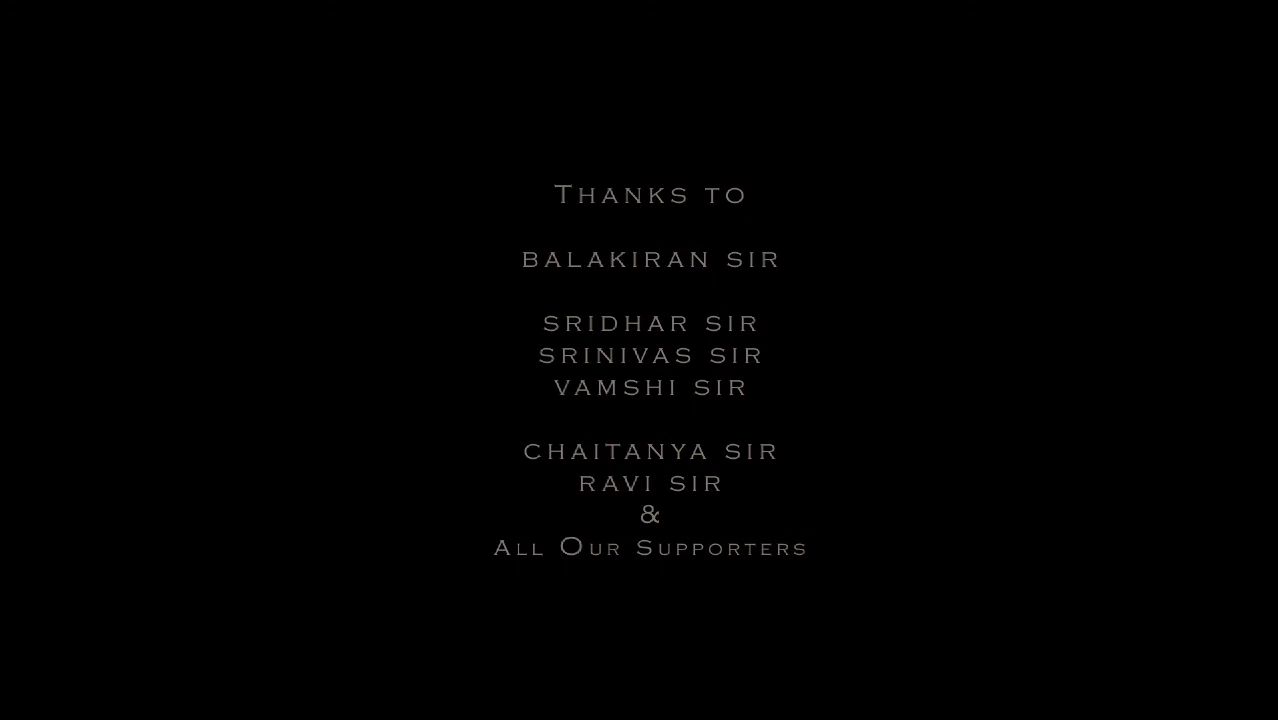 Thanks to
BALAKIRAN SIR
SRIDHAR SIR
SRINIVAS SIR
VAMSHI SIR
CHAITANYA SIR
RAVI SIR
&
All Our Supporters